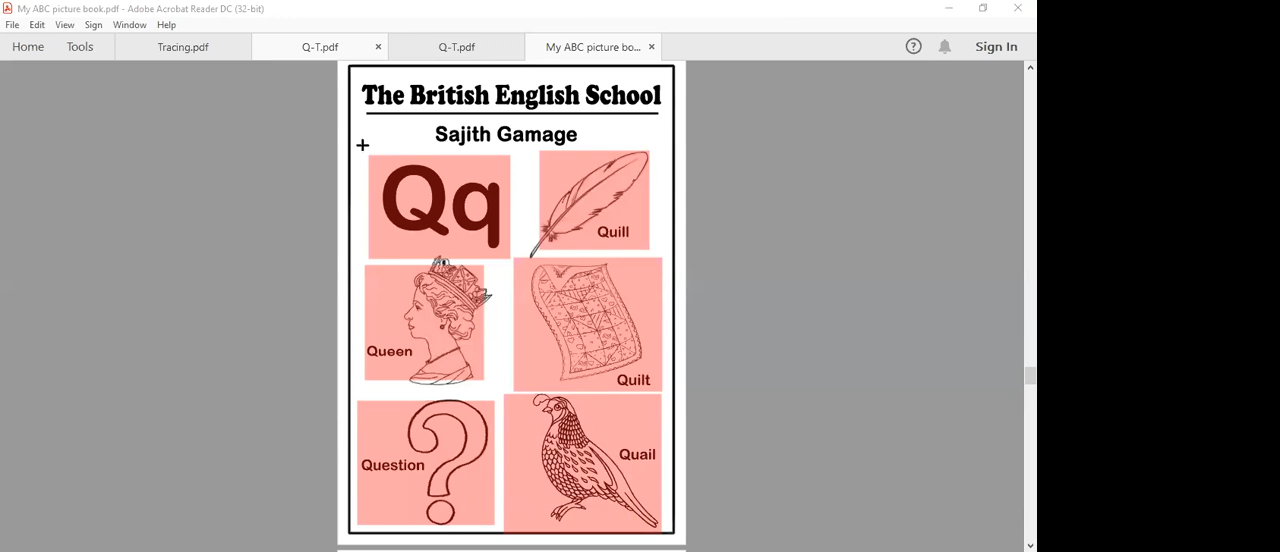 My ABC picture book.pdf - Adobe Acrobat Reader DC (32-bit)
File Edit View Sign Window Help
Home Tools Tracing.pdf Q-T.pdf × Q-T.pdf My ABC picture bo... × ? Sign In
The British English School
Sajith Gamage
Qq
Quill
Queen
Quilt
Question
?
Quail